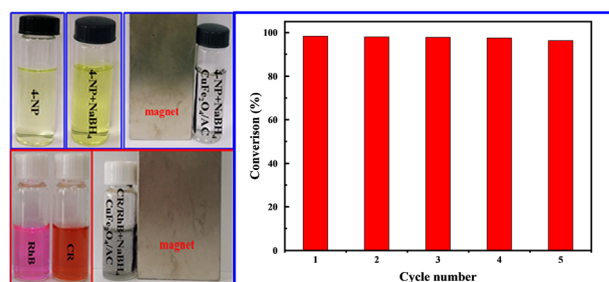 4-NP
4-NP+NaBH4
magnet
4-NP+NaBH4
CuFe2O4/AC
RhB
CR
CR/RhB+NaBH4
CuFe2O4/AC
magnet
Converison (%)
100
80
60
40
20
0
1 2 3 4 5
Cycle number